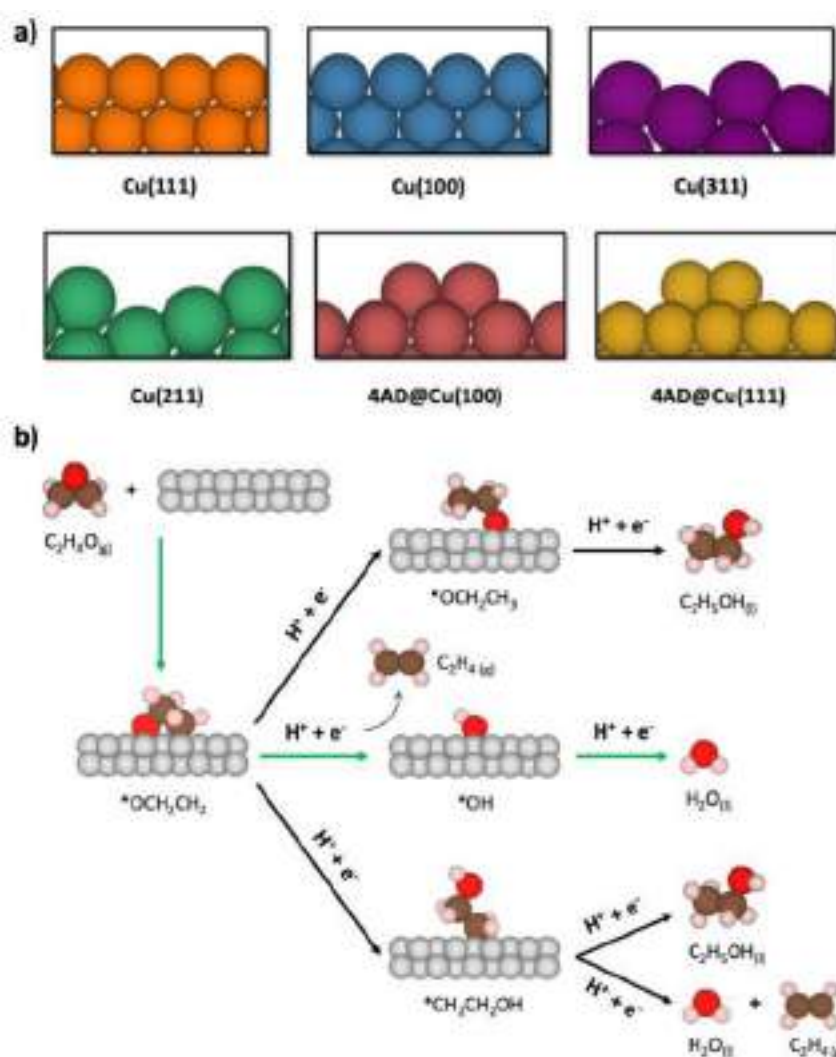 a)
Cu(111)
Cu(100)
Cu(311)
Cu(211)
4AD@Cu(100)
4AD@Cu(111)
b)
+
C₂H₄O(g)
H⁺ + e⁻
*OCH₂CH₃
H⁺ + e⁻
C₂H₅OH(l)
C₂H₄ (g)
*OCH₂CH₂
H⁺ + e⁻
*OH
H⁺ + e⁻
H₂O(l)
H⁺ + e⁻
*CH₂CH₂OH
H⁺ + e⁻
C₂H₅OH(l)
H⁺ + e⁻
+
H₂O(l)